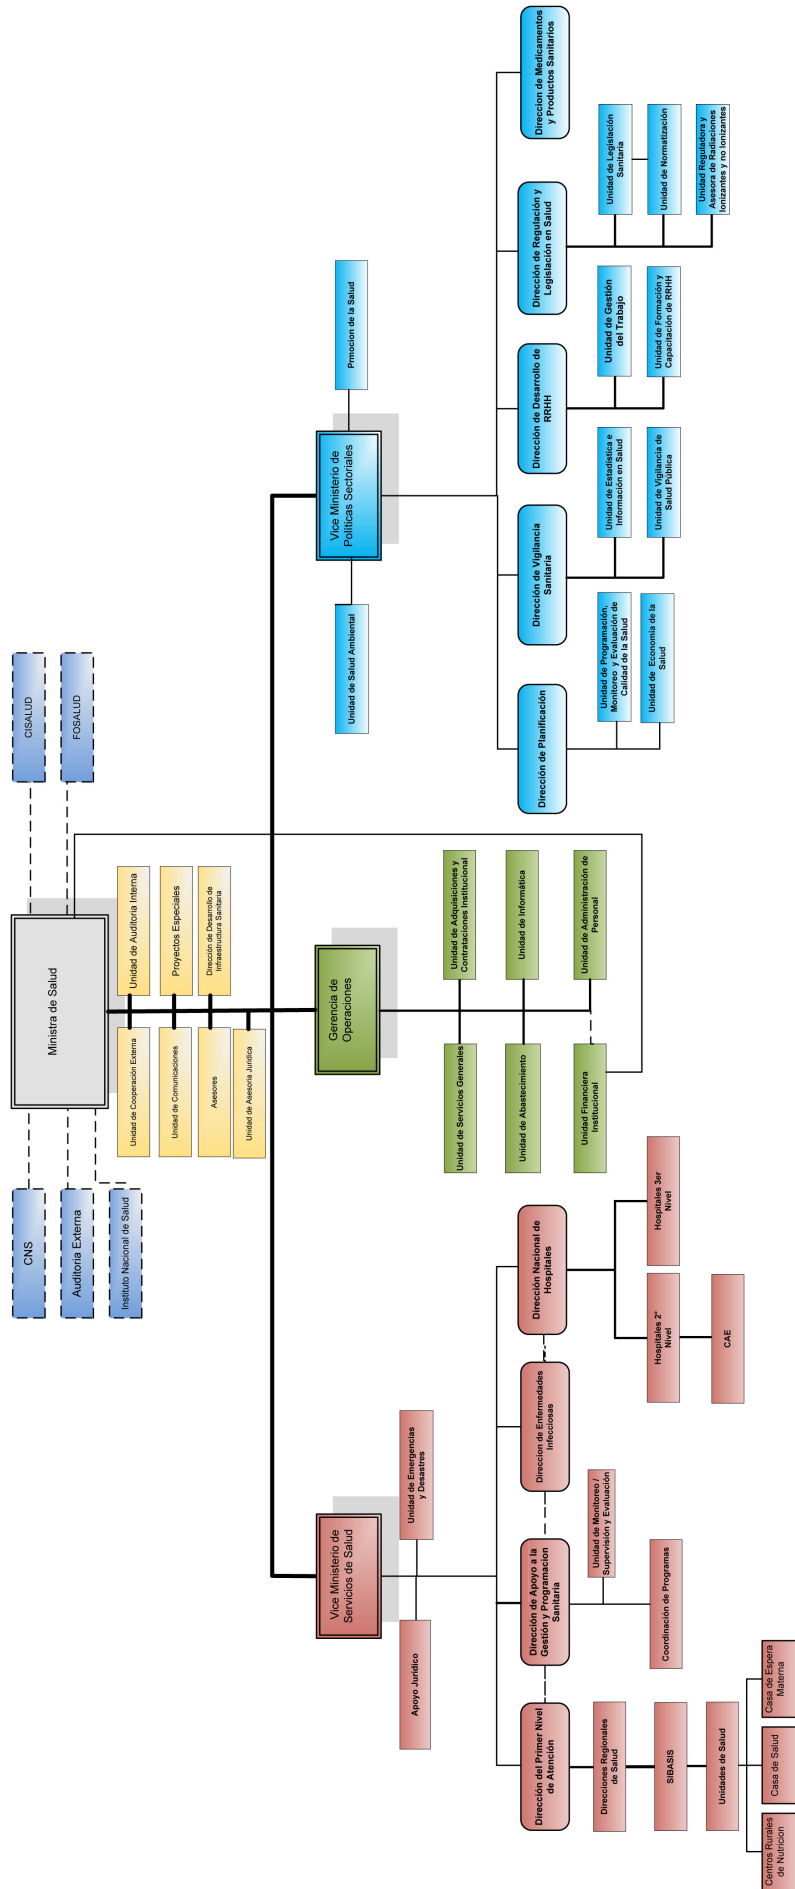 CNS
Auditoria Externa
Instituto Nacional de Salud
Ministra de Salud
CISALUD
FOSALUD
Unidad de Cooperación Externa
Unidad de Auditoria Interna
Unidad de Comunicaciones
Proyectos Especiales
Asesores
Dirección de Desarrollo de
Infraestructura Sanitaria
Unidad de Asesoria Jurídica
Vice Ministerio de
Servicios de Salud
Apoyo Jurídico
Unidad de Emergencias
y Desastres
Dirección del Primer Nivel
de Atención
Direcciones Regionales
de Salud
SIBASIS
Unidades de Salud
Centros Rurales
de Nutricion
Casa de Salud
Casa de Espera
Materna
Dirección de Apoyo a la
Gestión y Programacion
Sanitaria
Unidad de Monitoreo /
Supervisión y Evaluación
Coordinación de Programas
Direccion de Enfermedades
Infecciosas
Dirección Nacional de
Hospitales
Hospitales 2°
Nivel
CAE
Hospitales 3er
Nivel
Gerencia de
Operaciones
Unidad de Servicios Generales
Unidad de Adquisiciones y
Contrataciones Institucional
Unidad de Abastecimiento
Unidad de Informática
Unidad Financiera
Institucional
Unidad de Administración de
Personal
Vice Ministerio de
Políticas Sectoriales
Unidad de Salud Ambiental
Prmocion de la Salud
Dirección de Planificación
Unidad de Programación,
Monitoreo y Evaluación de
Calidad de la Salud
Unidad de Economía de la
Salud
Dirección de Vigilancia
Sanitaria
Unidad de Estadística e
Información en Salud
Unidad de Vigilancia de
Salud Pública
Dirección de Desarrollo de
RRHH
Unidad de Gestión
del Trabajo
Unidad de Formación y
Capacitación de RRHH
Dirección de Regulación y
Legislación en Salud
Unidad de Legislación
Sanitaria
Unidad de Normatización
Unidad Reguladora y
Asesora de Radiaciones
Ionizantes y no Ionizantes
Direccion de Medicamentos
y Productos Sanitarios